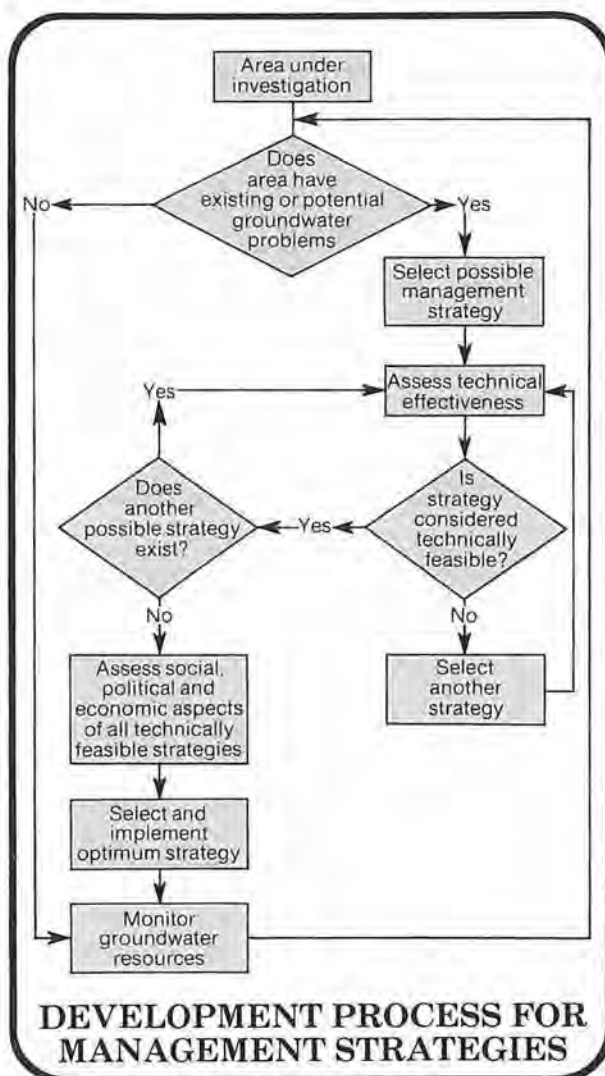 Area under
investigation
Does
area have
existing or potential
groundwater
problems
No
Yes
Select possible
management
strategy
Assess technical
effectiveness
Yes
Is
strategy
considered
technically
feasible?
Yes
Does
another
possible strategy
exist?
No
No
Select
another
strategy
Assess social,
political and
economic aspects
of all technically
feasible strategies
Select and
implement
optimum strategy
Monitor
groundwater
resources
DEVELOPMENT PROCESS FOR
MANAGEMENT STRATEGIES